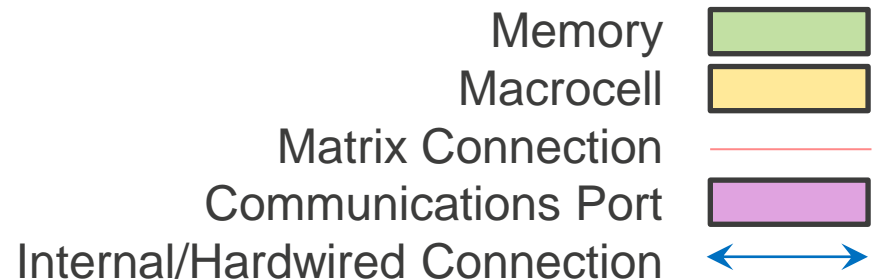 Memory
Macrocell
Matrix Connection
Communications Port
Internal/Hardwired Connection